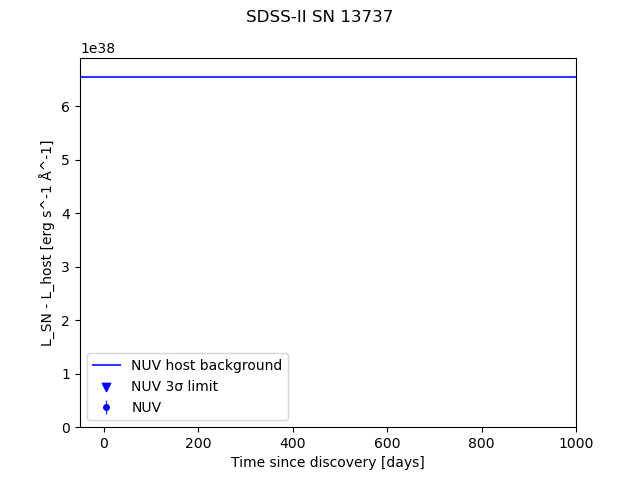 SDSS-II SN 13737
1e38
6
5
4
3
2
1
0
L_SN - L_host [erg s^-1 Å^-1]
NUV host background
NUV 3σ limit
NUV
0 200 400 600 800 1000
Time since discovery [days]